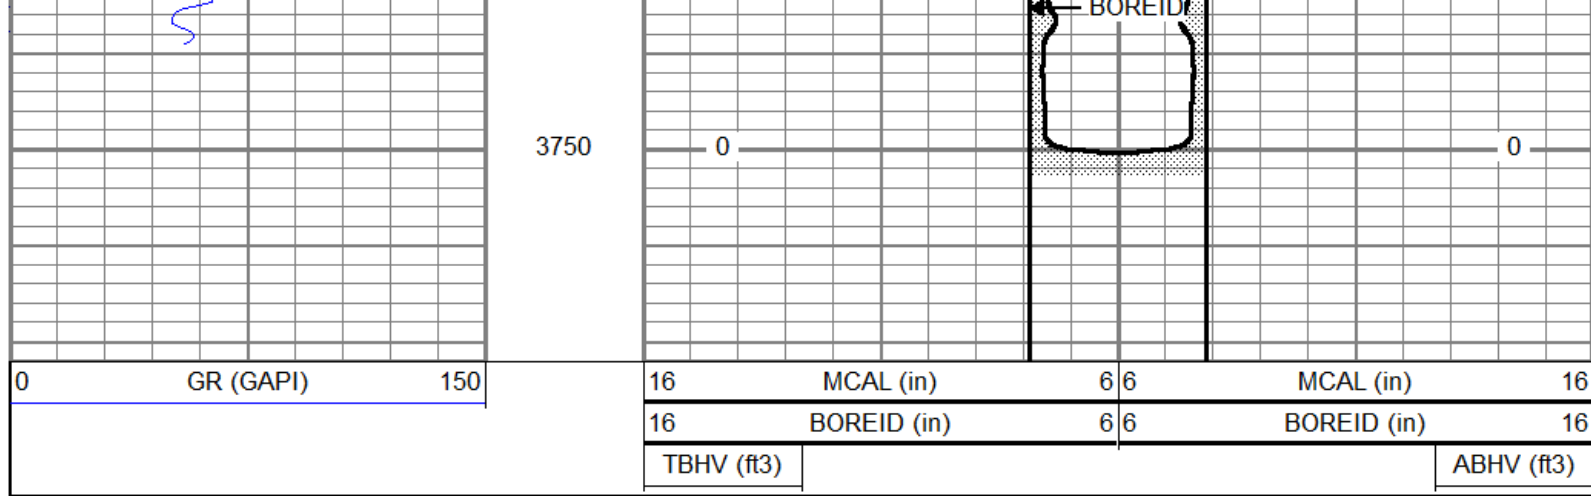 BOREID
3750 0 0
0 GR (GAPI) 150 16 MCAL (in) 6 6 MCAL (in) 16
16 BOREID (in) 6 6 BOREID (in) 16
TBHV (ft3) ABHV (ft3)